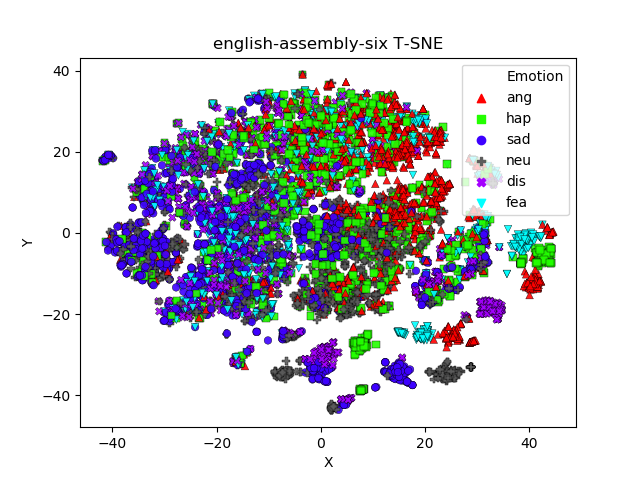 english-assembly-six T-SNE
Emotion
ang
hap
sad
neu
dis
fea
Y
40
20
0
−20
−40
−40
−20
0
20
40
X